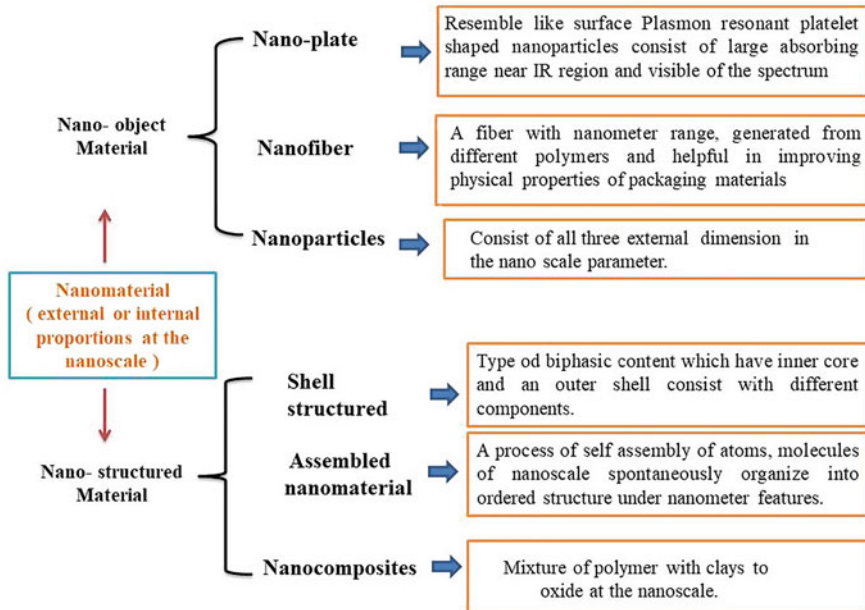 Nano-plate
Resemble like surface Plasmon resonant platelet
shaped nanoparticles consist of large absorbing
range near IR region and visible of the spectrum
Nano- object
Material
Nanofiber
A fiber with nanometer range, generated from
different polymers and helpful in improving
physical properties of packaging materials
Nanoparticles
Consist of all three external dimension in
the nano scale parameter.
Nanomaterial
( external or internal
proportions at the
nanoscale )
Shell
structured
Type od biphasic content which have inner core
and an outer shell consist with different
components.
Nano- structured
Material
Assembled
nanomaterial
A process of self assembly of atoms, molecules
of nanoscale spontaneously organize into
ordered structure under nanometer features.
Nanocomposites
Mixture of polymer with clays to
oxide at the nanoscale.